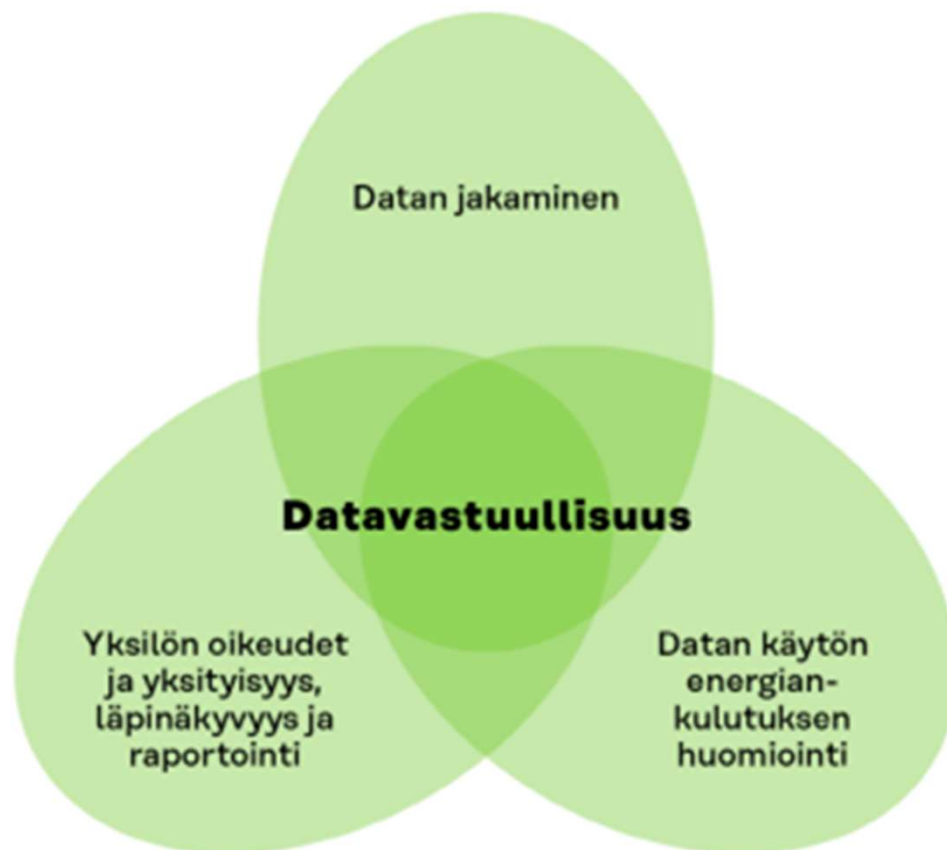 Datan jakaminen
Datavastuullisuus
Yksilön oikeudet
ja yksityisyys,
läpinäkyvyys ja
raportointi
Datan käytön
energian-
kulutuksen
huomiointi